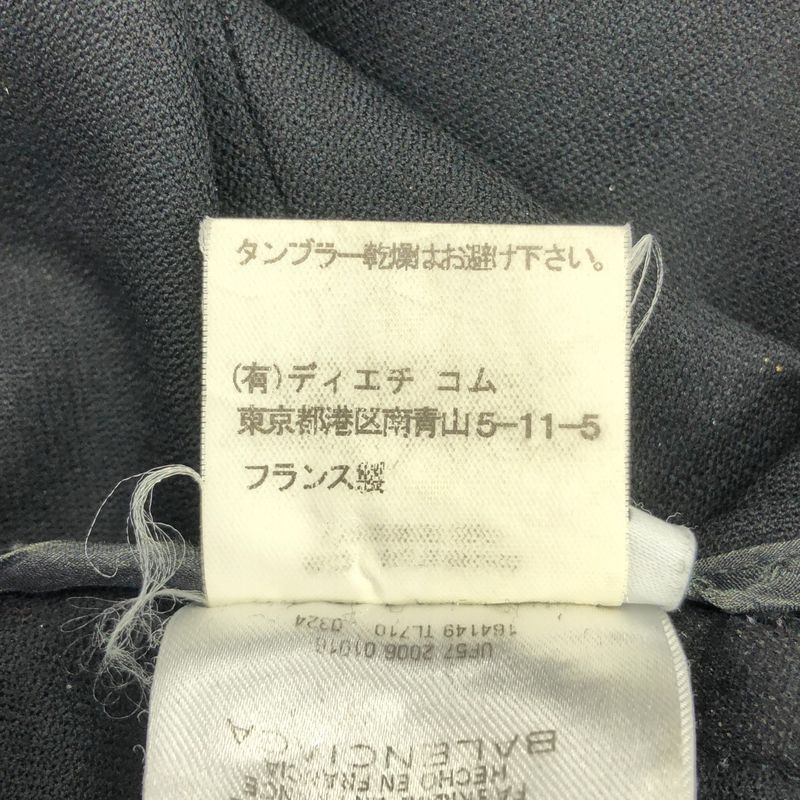 タンブラー乾燥はお避け下さい。
(有)ディエチ コム
東京都港区南青山5-11-5
フランス製
UF57 2006 01016
164149 TL710 0324
BALENCIAGA
HECHO EN FRANCIA